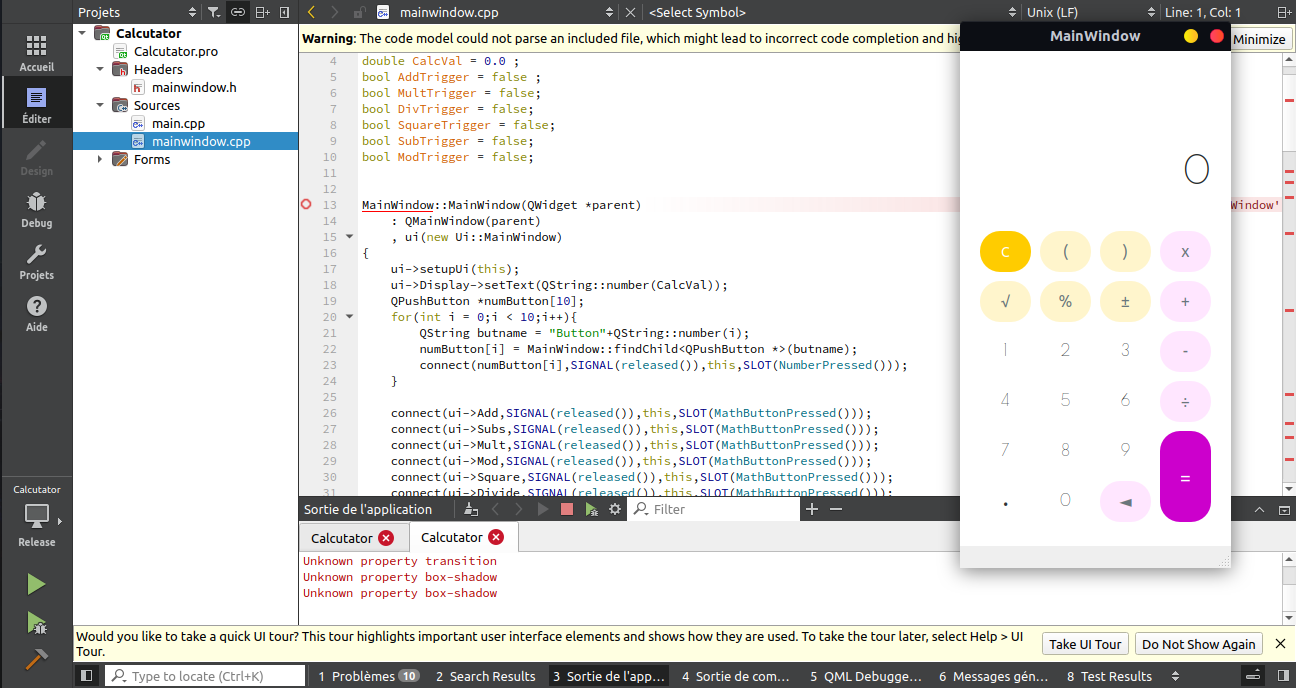 Projets
mainwindow.cpp
<Select Symbol>
Unix (LF)
Line: 1, Col: 1
Accueil
Éditer
Design
Debug
Projets
Aide
Calcutator
Release
Calcutator
Calcutator.pro
Headers
mainwindow.h
Sources
main.cpp
mainwindow.cpp
Forms
Warning: The code model could not parse an included file, which might lead to incorrect code completion and hig
Minimize
4 double CalcVal = 0.0 ;
5 bool AddTrigger = false ;
6 bool MultTrigger = false;
7 bool DivTrigger = false;
8 bool SquareTrigger = false;
9 bool SubTrigger = false;
10 bool ModTrigger = false;
11
12
13 MainWindow::MainWindow(QWidget *parent)
Window'
14 : QMainWindow(parent)
15 , ui(new Ui::MainWindow)
16 {
17 ui->setupUi(this);
18 ui->Display->setText(QString::number(CalcVal));
19 QPushButton *numButton[10];
20 for(int i = 0;i < 10;i++){
21 QString butname = "Button"+QString::number(i);
22 numButton[i] = MainWindow::findChild<QPushButton *>(butname);
23 connect(numButton[i],SIGNAL(released()),this,SLOT(NumberPressed()));
24 }
25
26 connect(ui->Add,SIGNAL(released()),this,SLOT(MathButtonPressed()));
27 connect(ui->Subs,SIGNAL(released()),this,SLOT(MathButtonPressed()));
28 connect(ui->Mult,SIGNAL(released()),this,SLOT(MathButtonPressed()));
29 connect(ui->Mod,SIGNAL(released()),this,SLOT(MathButtonPressed()));
30 connect(ui->Square,SIGNAL(released()),this,SLOT(MathButtonPressed()));
31 connect(ui->Divide,SIGNAL(released()),this,SLOT(MathButtonPressed()));
MainWindow
0
C ( ) x
√ % ± +
1 2 3 -
4 5 6 ÷
7 8 9 =
. 0 ◄
Sortie de l'application
Filter
Calcutator
Calcutator
Unknown property transition
Unknown property box-shadow
Unknown property box-shadow
Would you like to take a quick UI tour? This tour highlights important user interface elements and shows how they are used. To take the tour later, select Help > UI
Tour.
Take UI Tour
Do Not Show Again
Type to locate (Ctrl+K)
1 Problèmes 10
2 Search Results
3 Sortie de l'app...
4 Sortie de com...
5 QML Debugge...
6 Messages gén...
8 Test Results